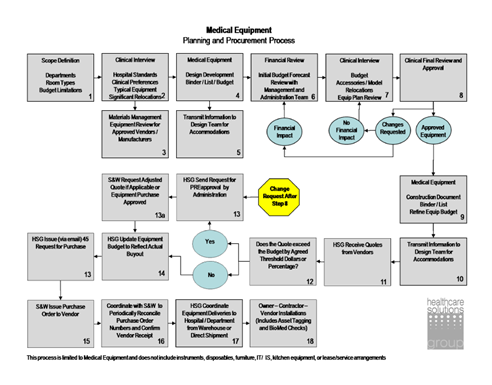 Medical Equipment
Planning and Procurement Process
Scope Definition
Departments
Room Types
Budget Limitations
1
Clinical Interview
Hospital Standards
Clinical Preferences
Typical Equipment
Significant Relocations
2
Medical Equipment
Design Development
Binder / List / Budget
4
Financial Review
Initial Budget Forecast
Review with
Management and
Administration Team
6
Clinical Interview
Budget
Accessories / Model
Relocations
Equip Plan Review
7
Clinical Final Review and
Approval
8
Materials Management
Equipment Review for
Approved Vendors /
Manufacturers
3
Transmit Information to
Design Team for
Accommodations
5
Financial
Impact
No
Financial
Impact
Changes
Requested
Approved
Equipment
S&W Request Adjusted
Quote if Applicable or
Equipment Purchase
Approved
13a
HSG Send Request for
PREapproval by
Administration
13
Change
Request After
Step 8
Medical Equipment
Construction Document
Binder / List
Refine Equip Budget
9
HSG Issue (via email) 45
Request for Purchase
13
HSG Update Equipment
Budget to Reflect Actual
Buyout
14
Yes
No
Does the Quote exceed
the Budget by Agreed
Threshold Dollars or
Percentage?
12
HSG Receive Quotes
from Vendors
11
Transmit Information to
Design Team for
Accommodations
10
S&W Issue Purchase
Order to Vendor
15
Coordinate with S&W to
Periodically Reconcile
Purchase Order
Numbers and Confirm
Vendor Receipt
16
HSG Coordinate
Equipment Deliveries to
Hospital / Department
from Warehouse or
Direct Shipment
17
Owner – Contractor –
Vendor Installations
(Includes Asset Tagging
and BioMed Checks)
18
healthcare
solutions
group
This process is limited to Medical Equipment and does not include instruments, disposables, furniture, IT/ IS, kitchen equipment, or lease/service arrangements